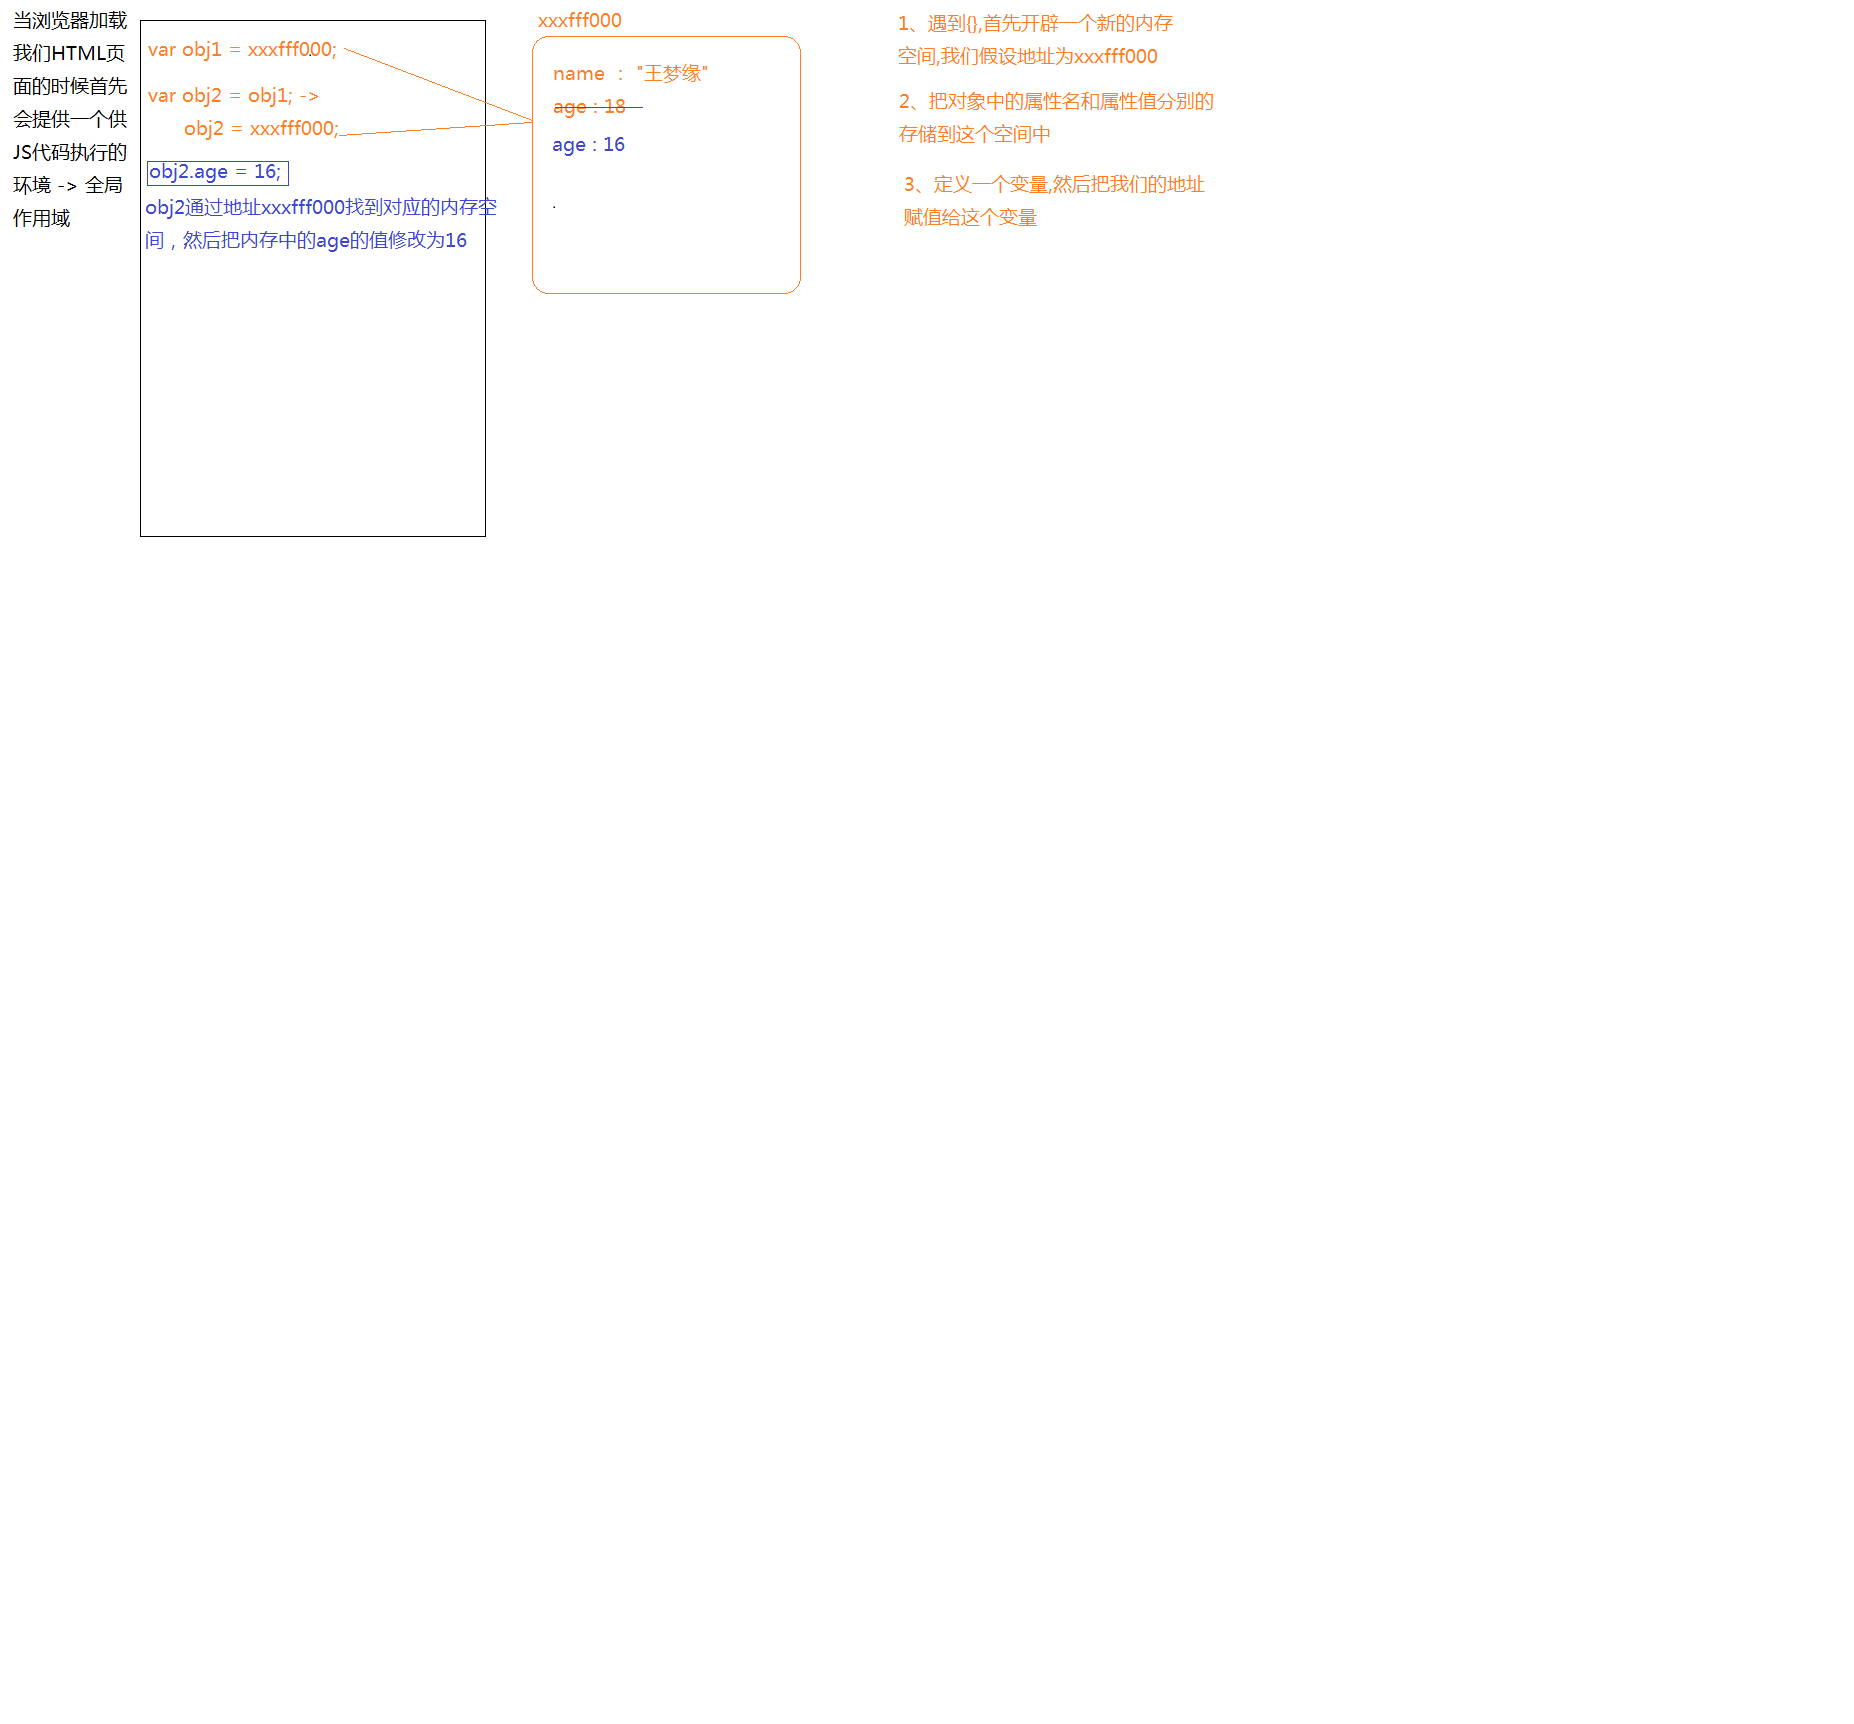 当浏览器加载
我们HTML页
面的时候首先
会提供一个供
JS代码执行的
环境 -> 全局
作用域
var obj1 = xxxfff000;
var obj2 = obj1; ->
obj2 = xxxfff000;
obj2.age = 16;
obj2通过地址xxxfff000找到对应的内存空
间，然后把内存中的age的值修改为16
xxxfff000
name ： "王梦缘"
age : 18
age : 16
1、遇到{},首先开辟一个新的内存
空间,我们假设地址为xxxfff000
2、把对象中的属性名和属性值分别的
存储到这个空间中
3、定义一个变量,然后把我们的地址
赋值给这个变量